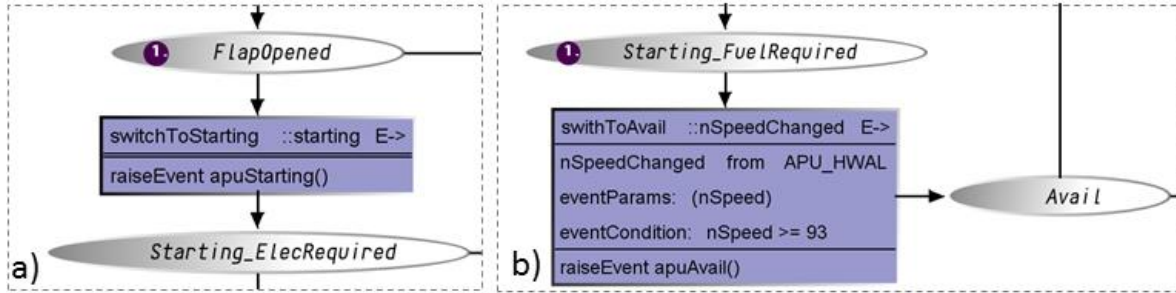 1. FlapOpened
switchToStarting ::starting E->
raiseEvent apuStarting()
Starting_ElecRequired
a)
1. Starting_FuelRequired
swithToAvail ::nSpeedChanged E->
nSpeedChanged from APU_HWAL
eventParams: (nSpeed)
eventCondition: nSpeed >= 93
raiseEvent apuAvail()
Avail
b)